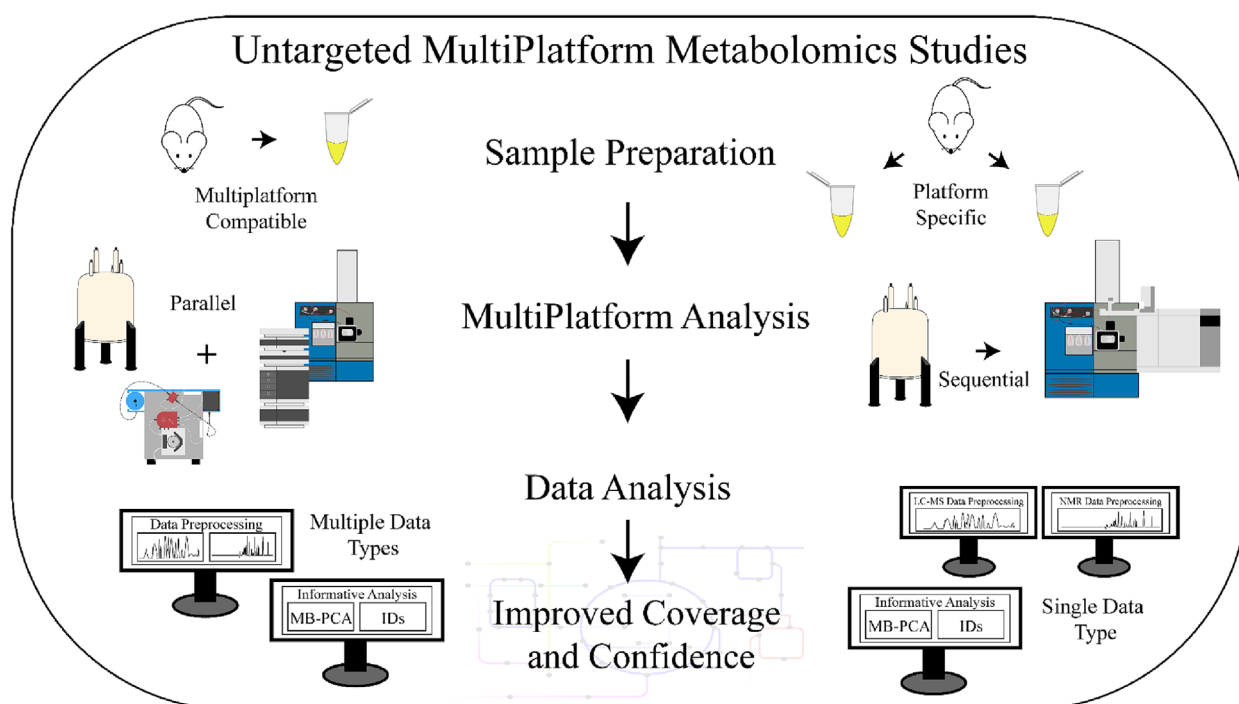 Untargeted MultiPlatform Metabolomics Studies
Sample Preparation
Multiplatform
Compatible
Platform
Specific
Parallel
+
MultiPlatform Analysis
Sequential
Data Analysis
Data Preprocessing
Multiple Data
Types
Informative Analysis
MB-PCA
IDs
LC-MS Data Preprocessing
NMR Data Preprocessing
Informative Analysis
MB-PCA
IDs
Single Data
Type
Improved Coverage
and Confidence